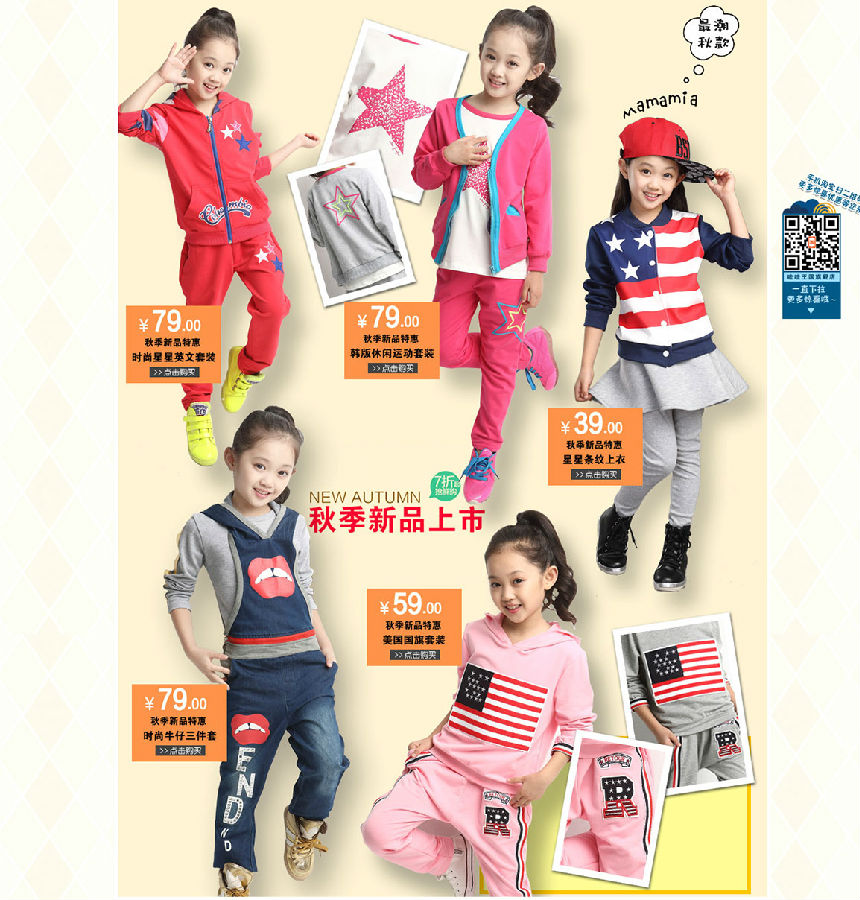 最潮
秋款
mamamia
¥79.00
秋季新品特惠
时尚星星英文套装
>>点击购买
¥79.00
秋季新品特惠
韩版休闲运动套装
>>点击购买
¥39.00
秋季新品特惠
星星条纹上衣
>>点击购买
一直下拉
更多惊喜哦~
NEW AUTUMN
7折起
抢鲜购
秋季新品上市
¥59.00
秋季新品特惠
美国国旗套装
>>点击购买
¥79.00
秋季新品特惠
时尚牛仔三件套
>>点击购买
END
R
R
R